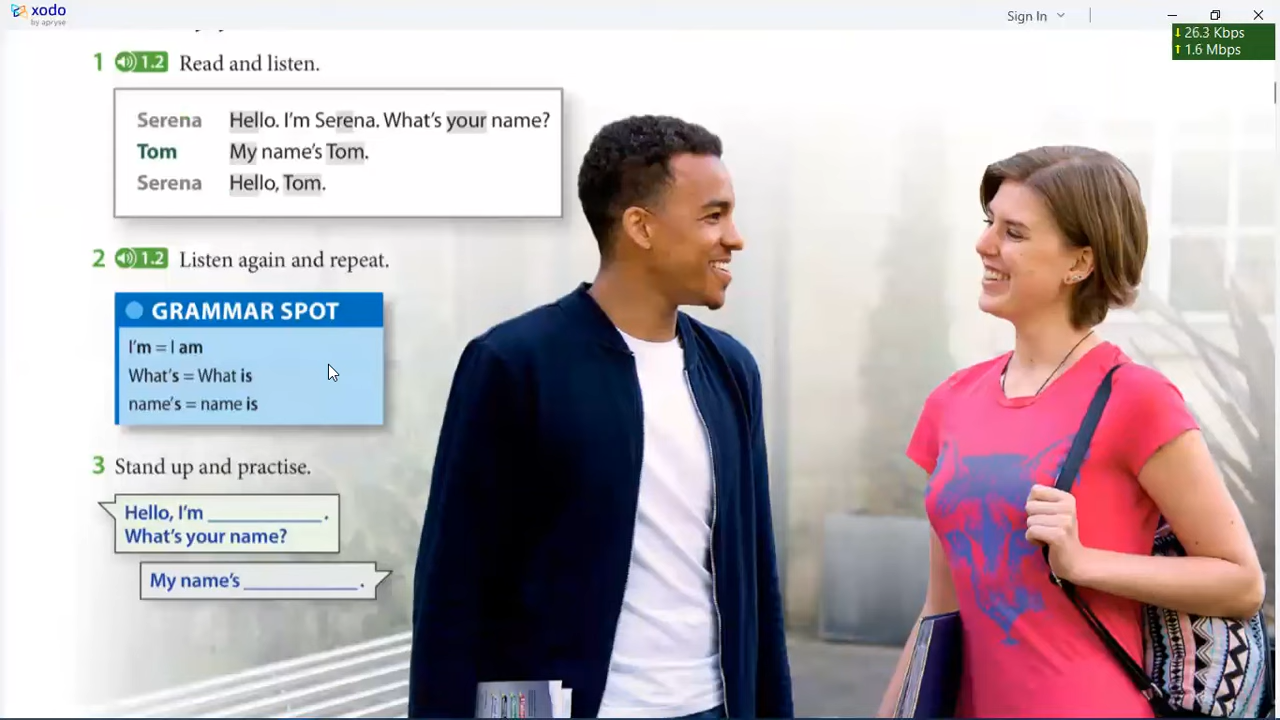 xodo
by apryse
Sign In
↓ 26.3 Kbps
↑ 1.6 Mbps
1 1.2 Read and listen.
Serena Hello. I'm Serena. What's your name?
Tom My name's Tom.
Serena Hello, Tom.
2 1.2 Listen again and repeat.
GRAMMAR SPOT
I'm = I am
What's = What is
name's = name is
3 Stand up and practise.
Hello, I'm ____________.
What's your name?
My name's ____________.